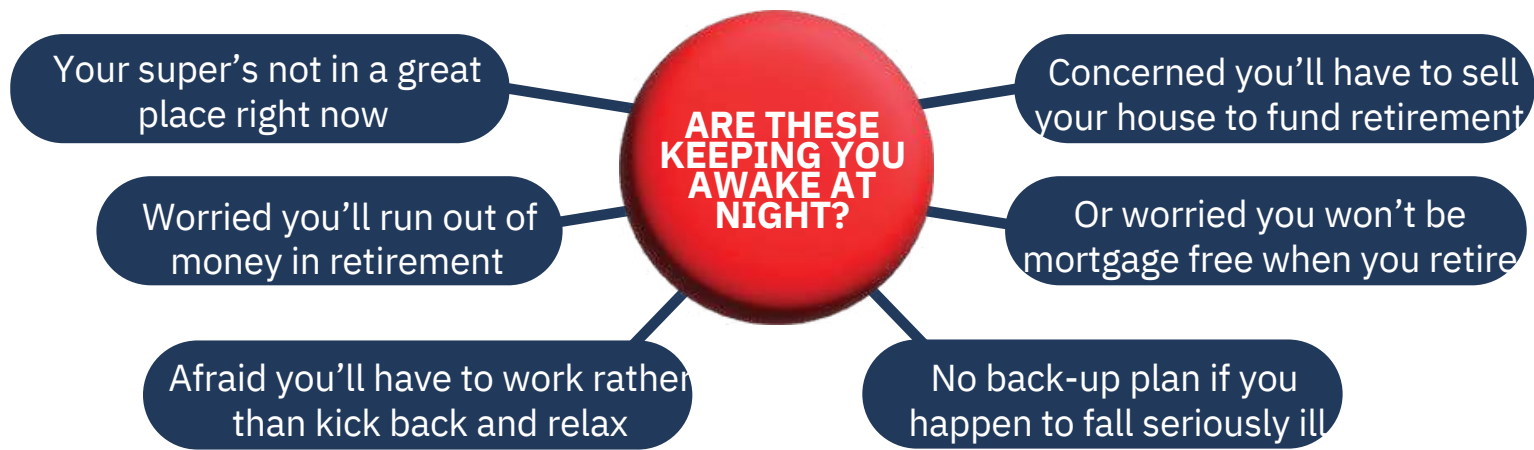 Your super’s not in a great
place right now
Worried you’ll run out of
money in retirement
Afraid you’ll have to work rather
than kick back and relax
ARE THESE
KEEPING YOU
AWAKE AT
NIGHT?
Concerned you’ll have to sell
your house to fund retirement
Or worried you won’t be
mortgage free when you retire
No back-up plan if you
happen to fall seriously ill